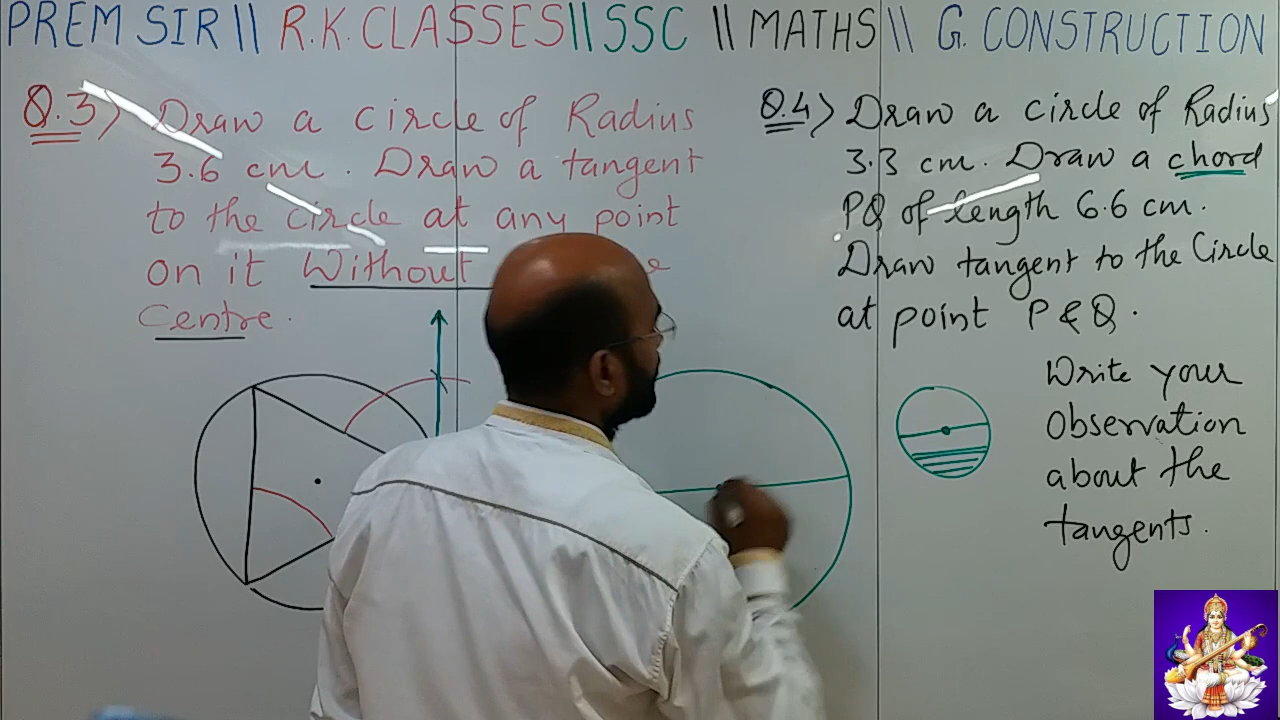 PREM SIR || R.K. CLASSES || SSC || MATHS \\ G. CONSTRUCTION
Q.3> Draw a circle of Radius
3.6 cm. Draw a tangent
to the circle at any point
on it Without
Centre.
Q.4> Draw a circle of Radius
3.3 cm. Draw a chord
PQ of length 6.6 cm.
Draw tangent to the Circle
at point P & Q.
Write your
Observation
about the
tangents.